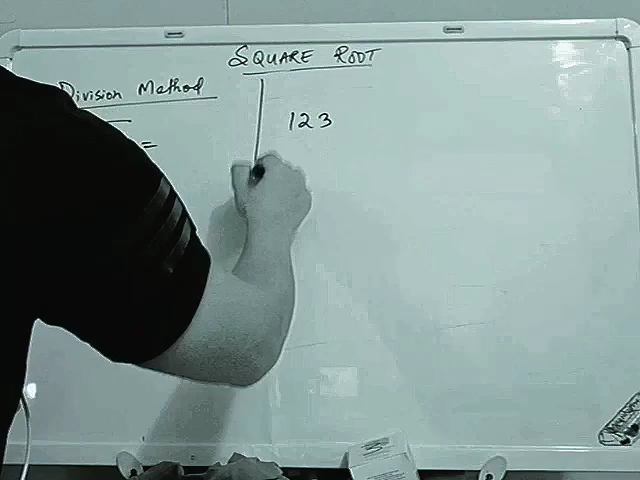 SQUARE ROOT
Division Method
123
=